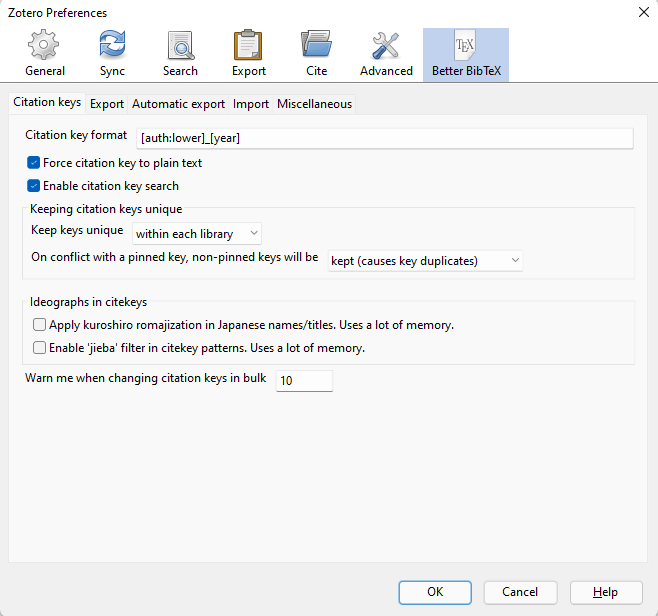 Zotero Preferences
General Sync Search Export Cite Advanced Better BibTeX
Citation keys Export Automatic export Import Miscellaneous
Citation key format [auth:lower]_[year]
Force citation key to plain text
Enable citation key search
Keeping citation keys unique
Keep keys unique within each library
On conflict with a pinned key, non-pinned keys will be kept (causes key duplicates)
Ideographs in citekeys
Apply kuroshiro romajization in Japanese names/titles. Uses a lot of memory.
Enable 'jieba' filter in citekey patterns. Uses a lot of memory.
Warn me when changing citation keys in bulk 10
OK Cancel Help